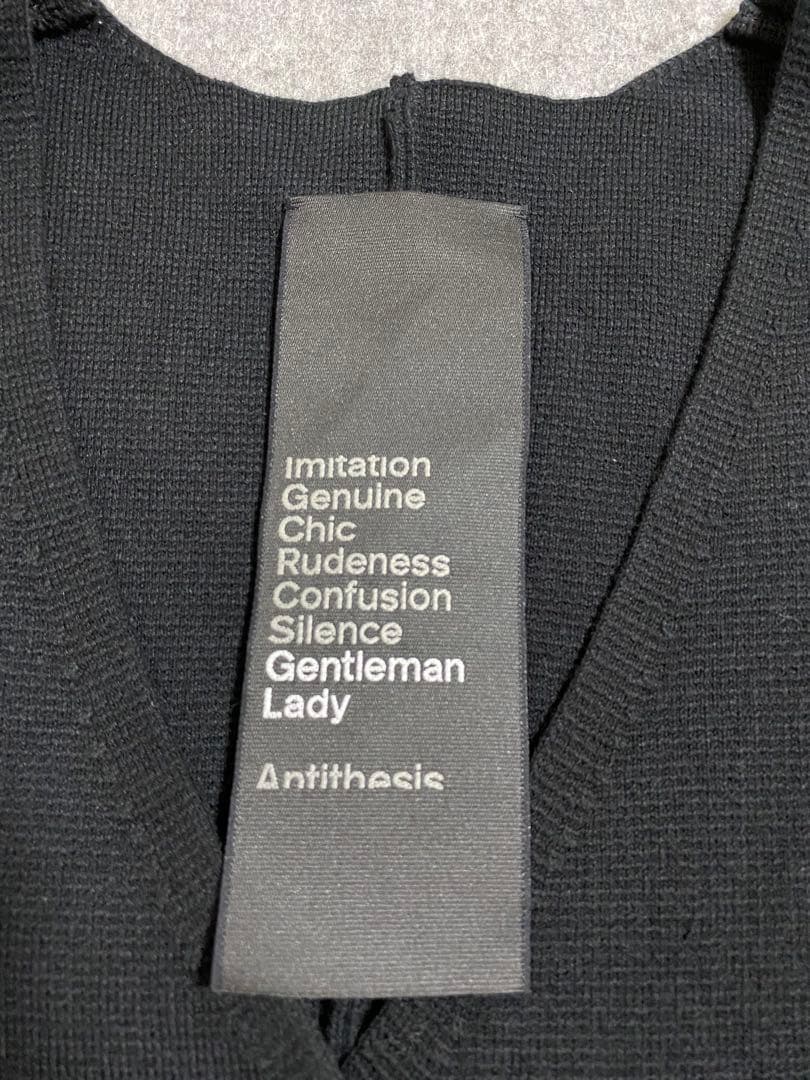 Imitation
Genuine
Chic
Rudeness
Confusion
Silence
Gentleman
Lady
Antithesis